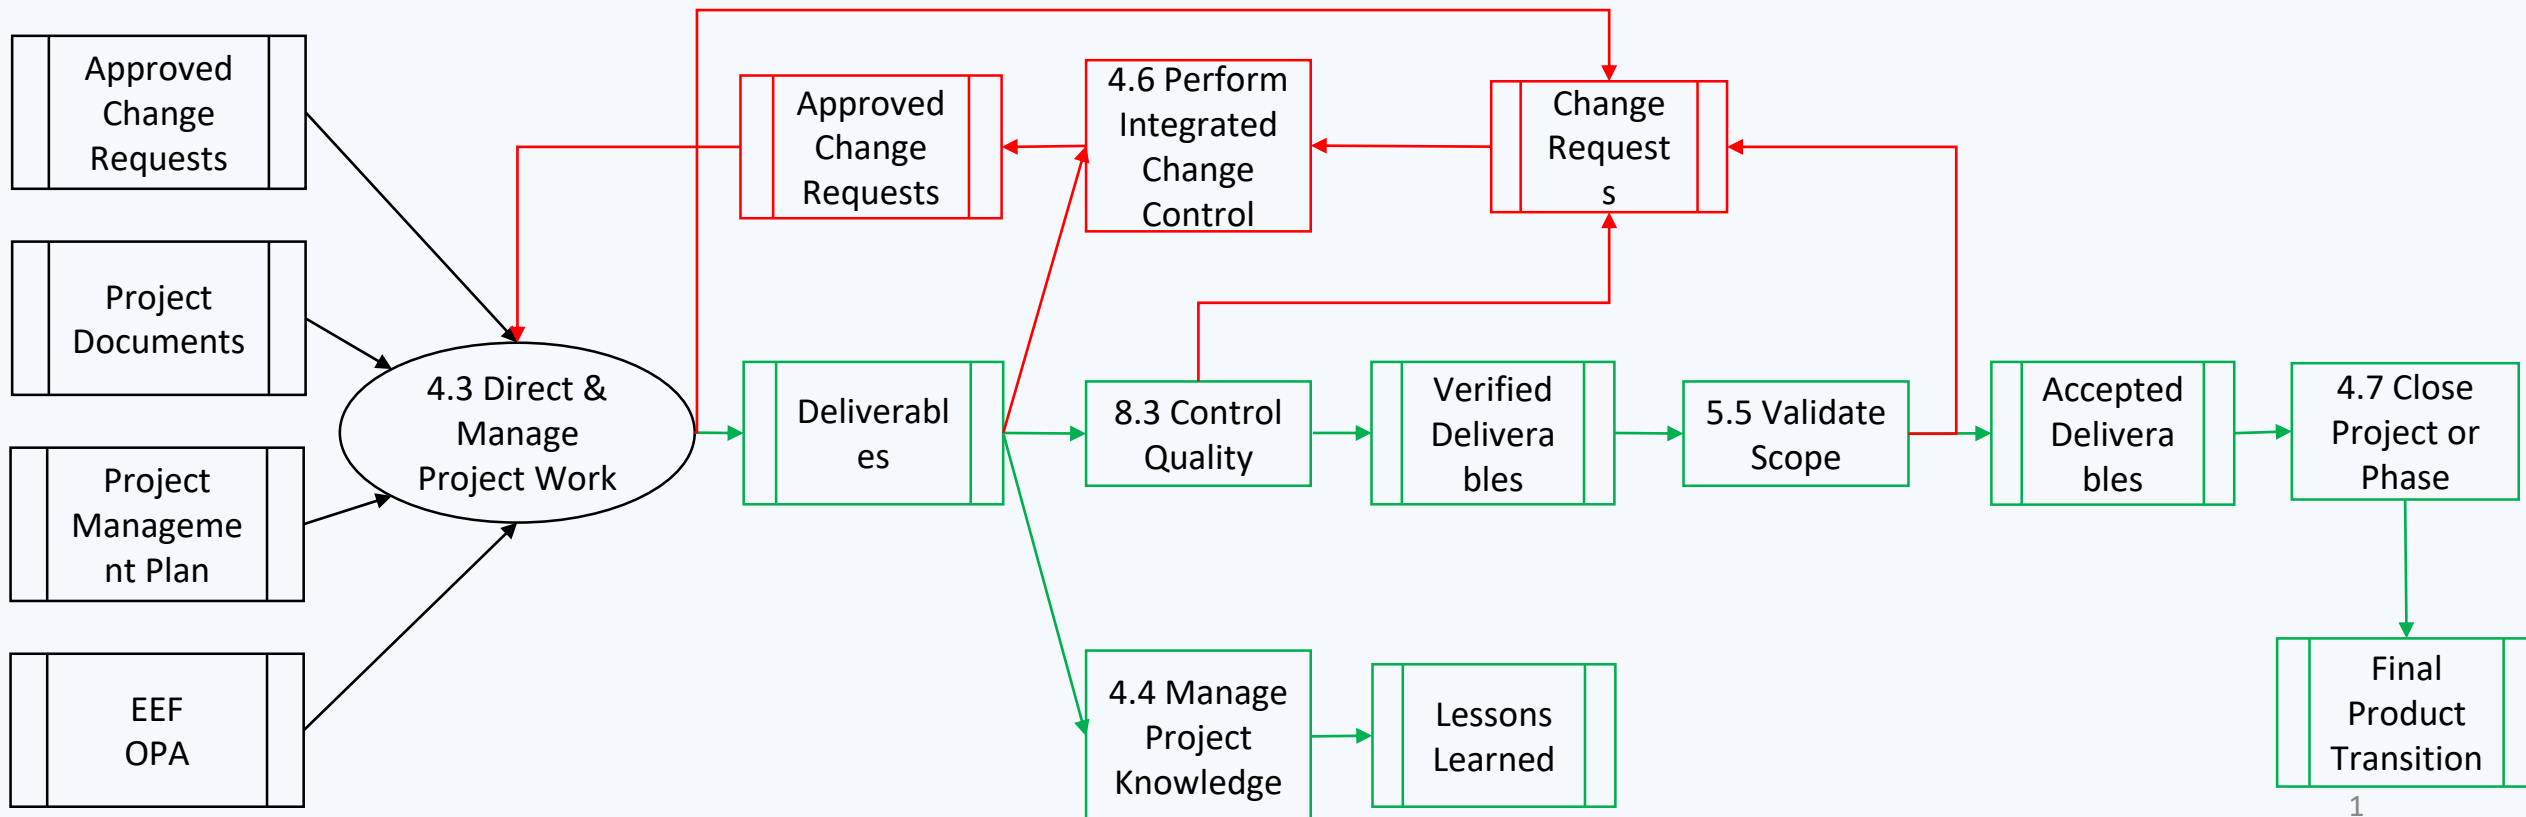 Approved
Change
Requests
Project
Documents
Project
Manageme
nt Plan
EEF
OPA
4.3 Direct &
Manage
Project Work
Approved
Change
Requests
4.6 Perform
Integrated
Change
Control
Change
Request
s
Deliverabl
es
8.3 Control
Quality
Verified
Delivera
bles
5.5 Validate
Scope
Accepted
Delivera
bles
4.7 Close
Project or
Phase
4.4 Manage
Project
Knowledge
Lessons
Learned
Final
Product
Transition
1